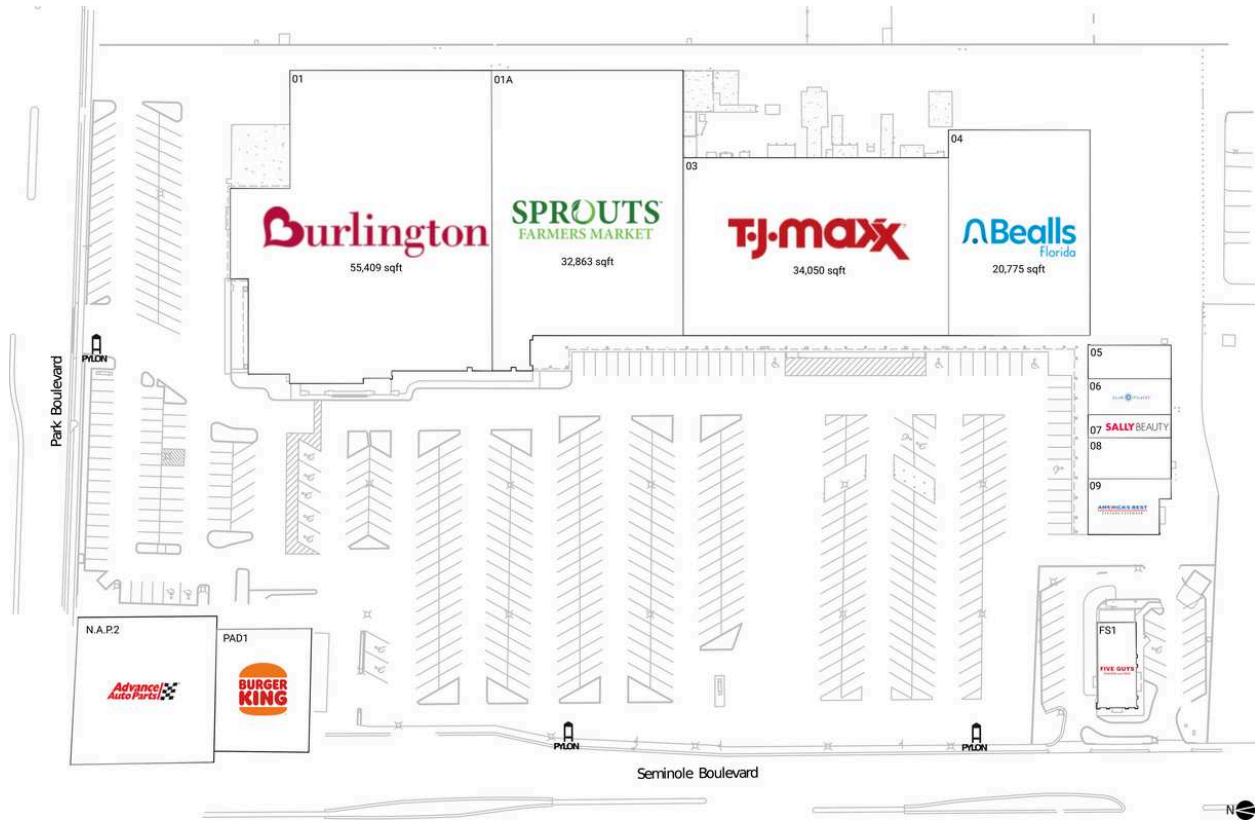 01
01A
04
03
Burlington
55,409 sqft
SPROUTS
FARMERS MARKET
32,863 sqft
T·J·maxx
34,050 sqft
Bealls
Florida
20,775 sqft
Park Boulevard
PYLON
05
06
07 SALLY BEAUTY
08
09
AMERICA'S BEST
N.A.P.2
Advance
Auto Parts
PAD1
BURGER
KING
FS1
FIVE GUYS
PYLON
PYLON
Seminole Boulevard
N